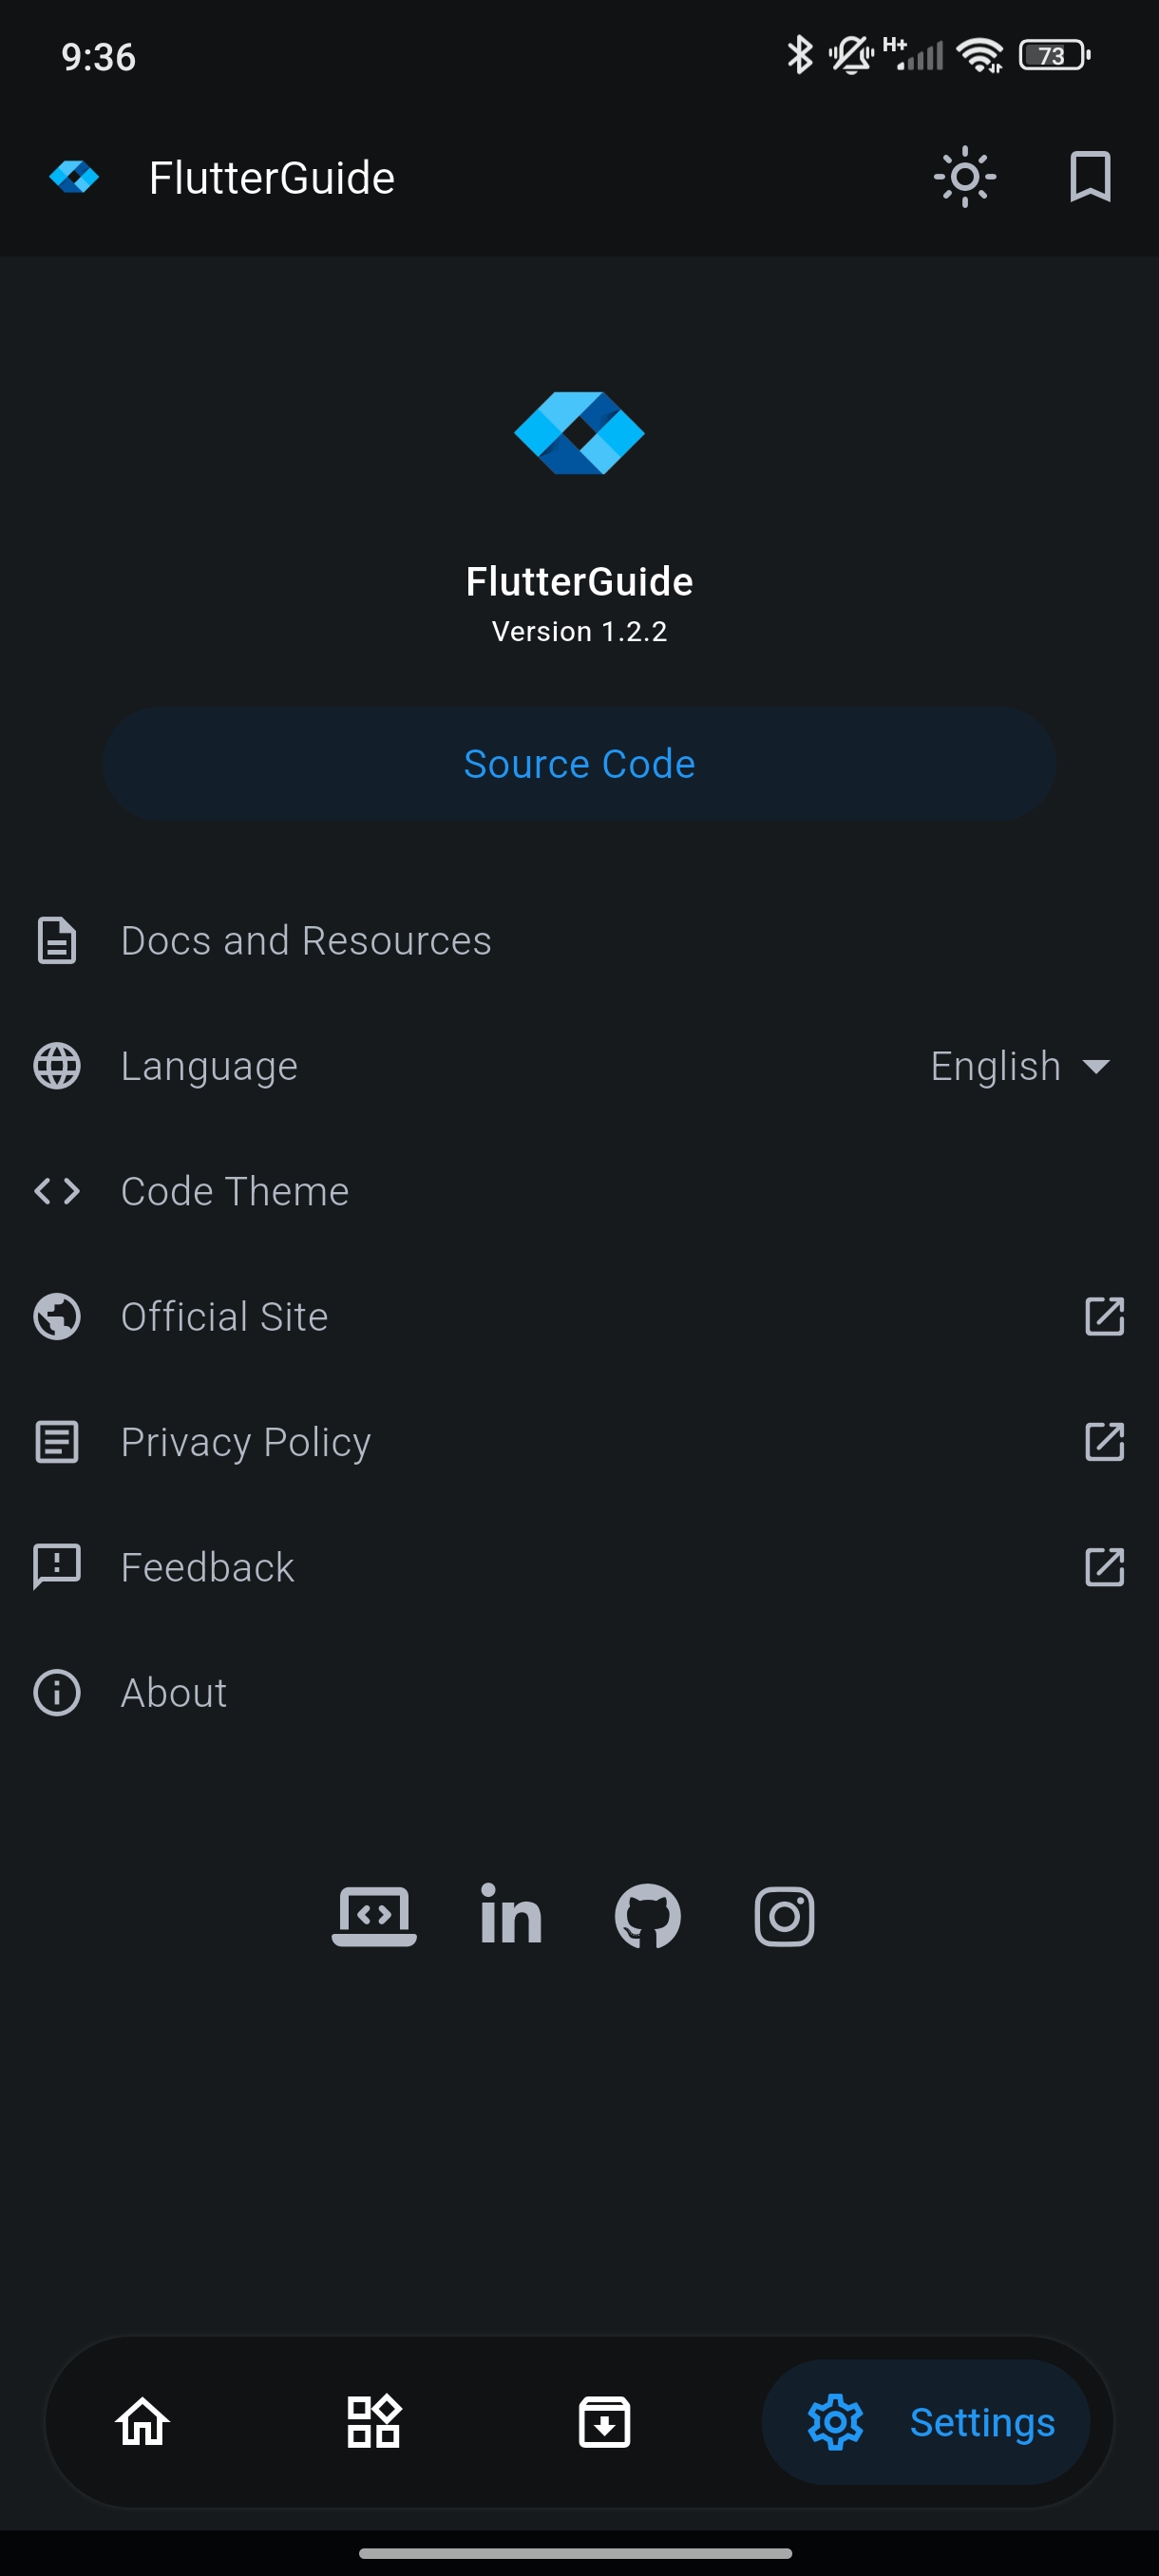 9:36
H+
73
FlutterGuide
FlutterGuide
Version 1.2.2
Source Code
Docs and Resources
Language
English
Code Theme
Official Site
Privacy Policy
Feedback
About
in
Settings